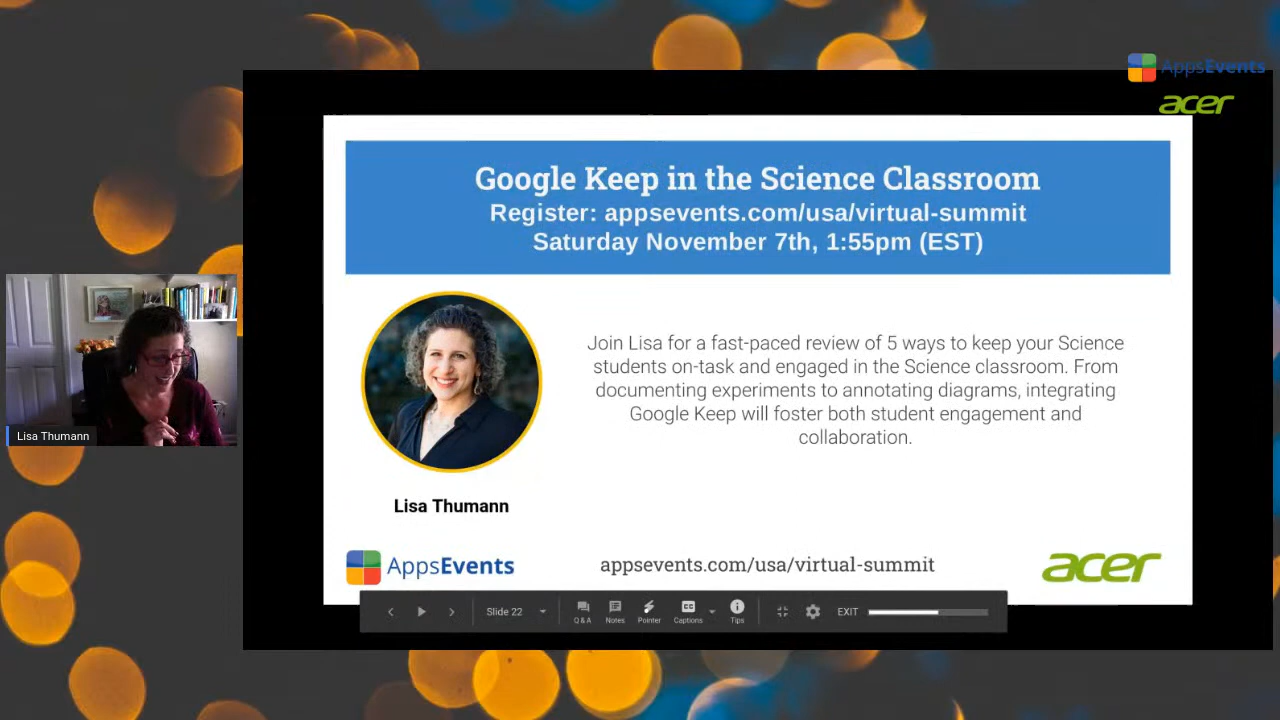 AppsEvents
acer
Google Keep in the Science Classroom
Register: appsevents.com/usa/virtual-summit
Saturday November 7th, 1:55pm (EST)
Join Lisa for a fast-paced review of 5 ways to keep your Science
students on-task and engaged in the Science classroom. From
documenting experiments to annotating diagrams, integrating
Google Keep will foster both student engagement and
collaboration.
Lisa Thumann
Lisa Thumann
AppsEvents
appsevents.com/usa/virtual-summit
acer
Slide 22
Q & A
Notes
Pointer
CC
Captions
Tips
EXIT